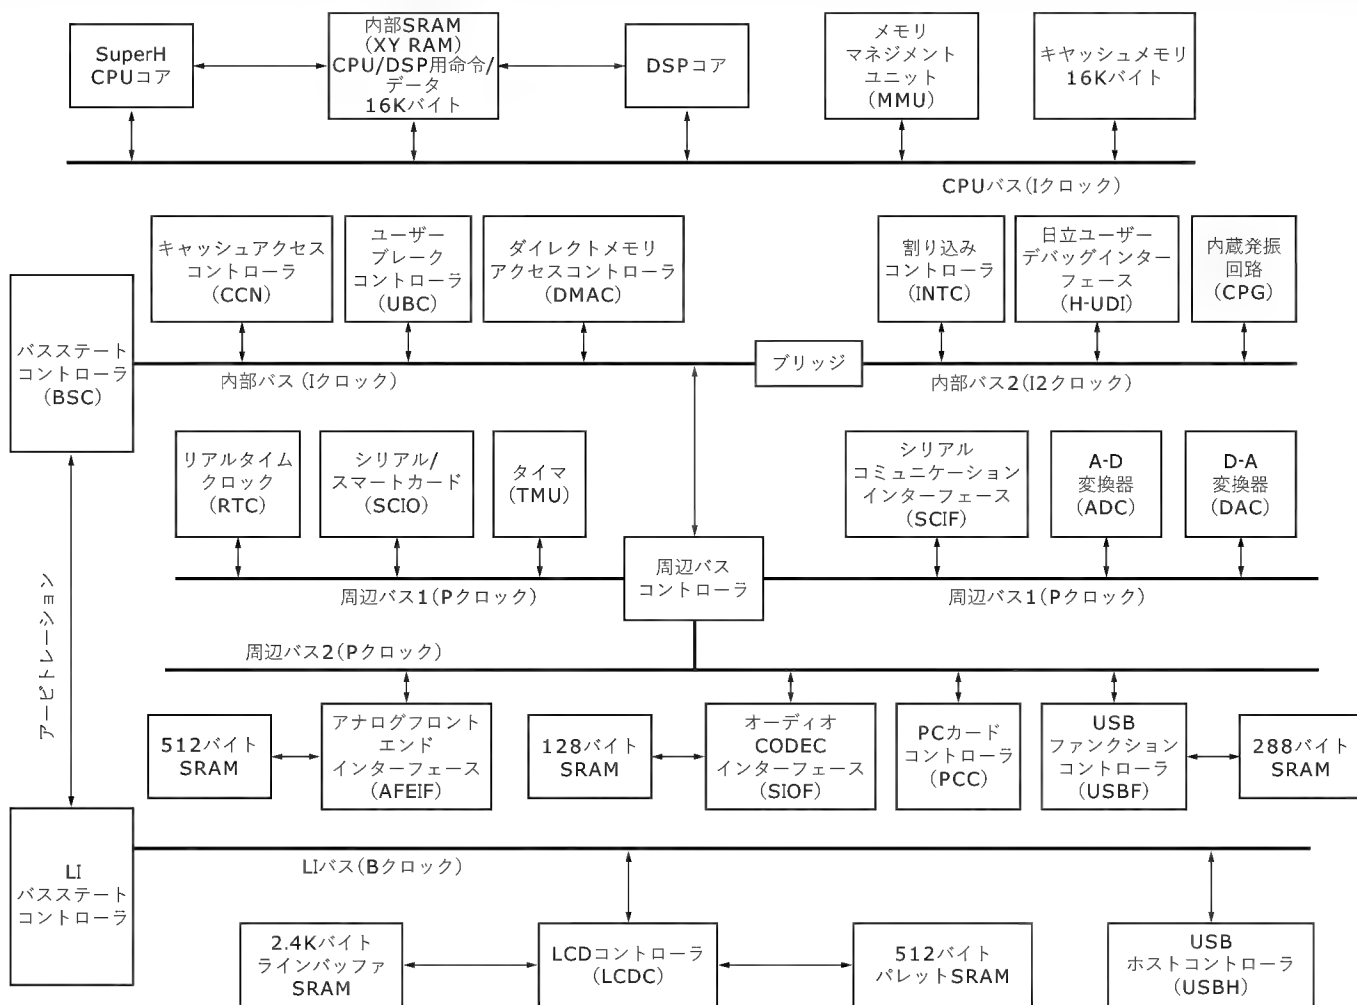 SuperH
CPUコア
内部SRAM
(XY RAM)
CPU/DSP用命令/
データ
16Kバイト
DSPコア
メモリ
マネジメント
ユニット
(MMU)
キャッシュメモリ
16Kバイト
CPUバス(Iクロック)
キャッシュアクセス
コントローラ
(CCN)
ユーザー
ブレーク
コントローラ
(UBC)
ダイレクトメモリ
アクセスコントローラ
(DMAC)
割り込み
コントローラ
(INTC)
日立ユーザー
デバッグインター
フェース
(H-UDI)
内蔵発振
回路
(CPG)
バスステート
コントローラ
(BSC)
ブリッジ
内部バス(Iクロック)
内部バス2(I2クロック)
リアルタイム
クロック
(RTC)
シリアル/
スマートカード
(SCIO)
タイマ
(TMU)
シリアル
コミュニケーション
インターフェース
(SCIF)
A-D
変換器
(ADC)
D-A
変換器
(DAC)
周辺バス
コントローラ
周辺バス1(Pクロック)
周辺バス1(Pクロック)
アービトレーション
周辺バス2(Pクロック)
512バイト
SRAM
アナログフロント
エンド
インターフェース
(AFEIF)
128バイト
SRAM
オーディオ
CODEC
インターフェース
(SIOF)
PCカード
コントローラ
(PCC)
USB
ファンクション
コントローラ
(USBF)
288バイト
SRAM
LI
バスステート
コントローラ
LIバス(Bクロック)
2.4Kバイト
ラインバッファ
SRAM
LCDコントローラ
(LCDC)
512バイト
パレットSRAM
USB
ホストコントローラ
(USBH)